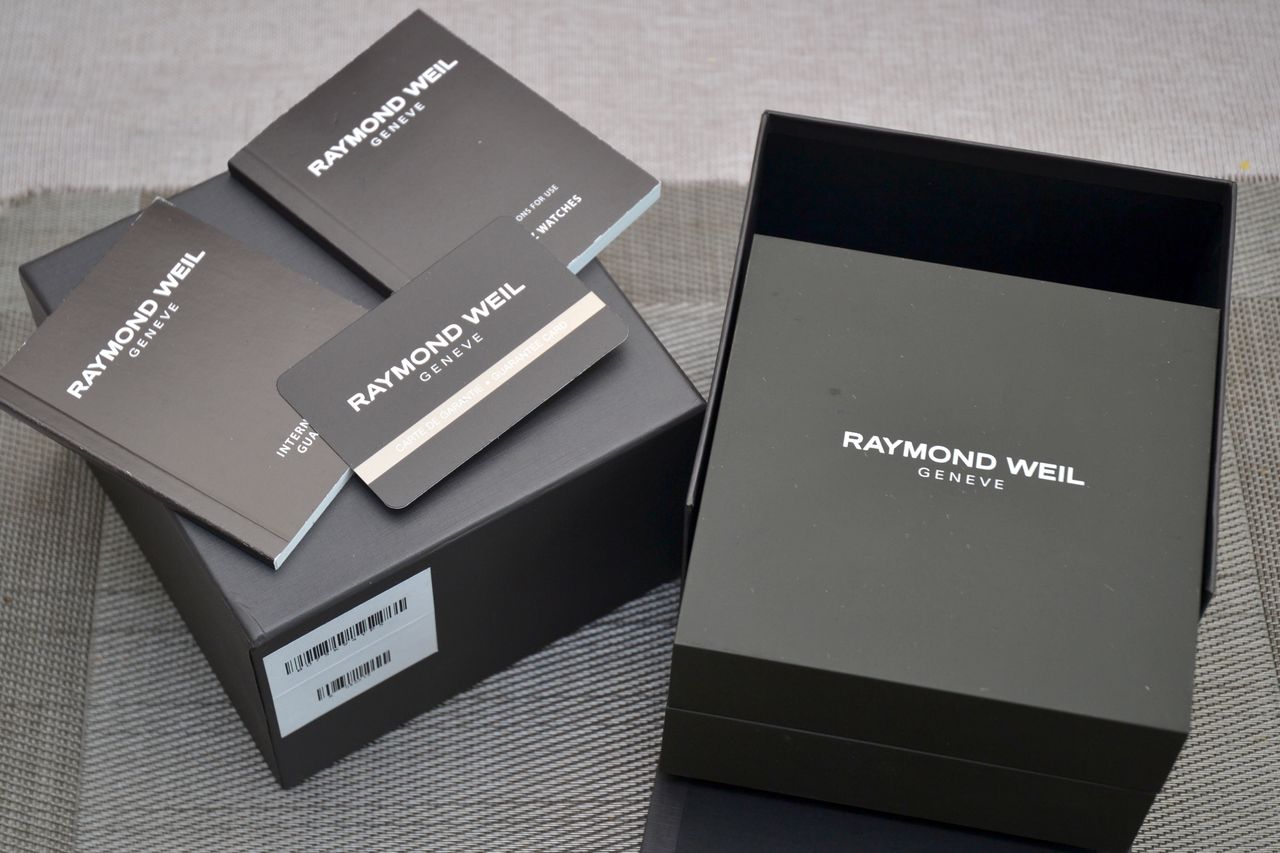 RAYMOND WEIL
GENEVE
ONS FOR USE
WATCHES
RAYMOND WEIL
GENEVE
INTERN
GUA
RAYMOND WEIL
GENEVE
CARTE DE GARANTIE • GUARANTEE CARD
RAYMOND WEIL
GENEVE